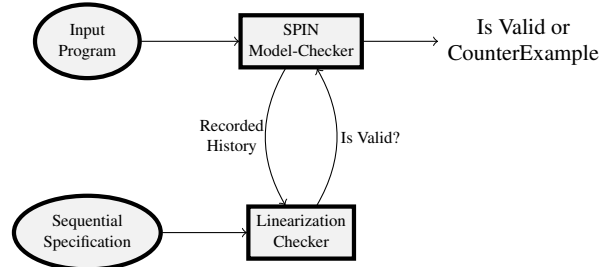 Input
Program
SPIN
Model-Checker
Is Valid or
CounterExample
Recorded
History
Is Valid?
Sequential
Specification
Linearization
Checker